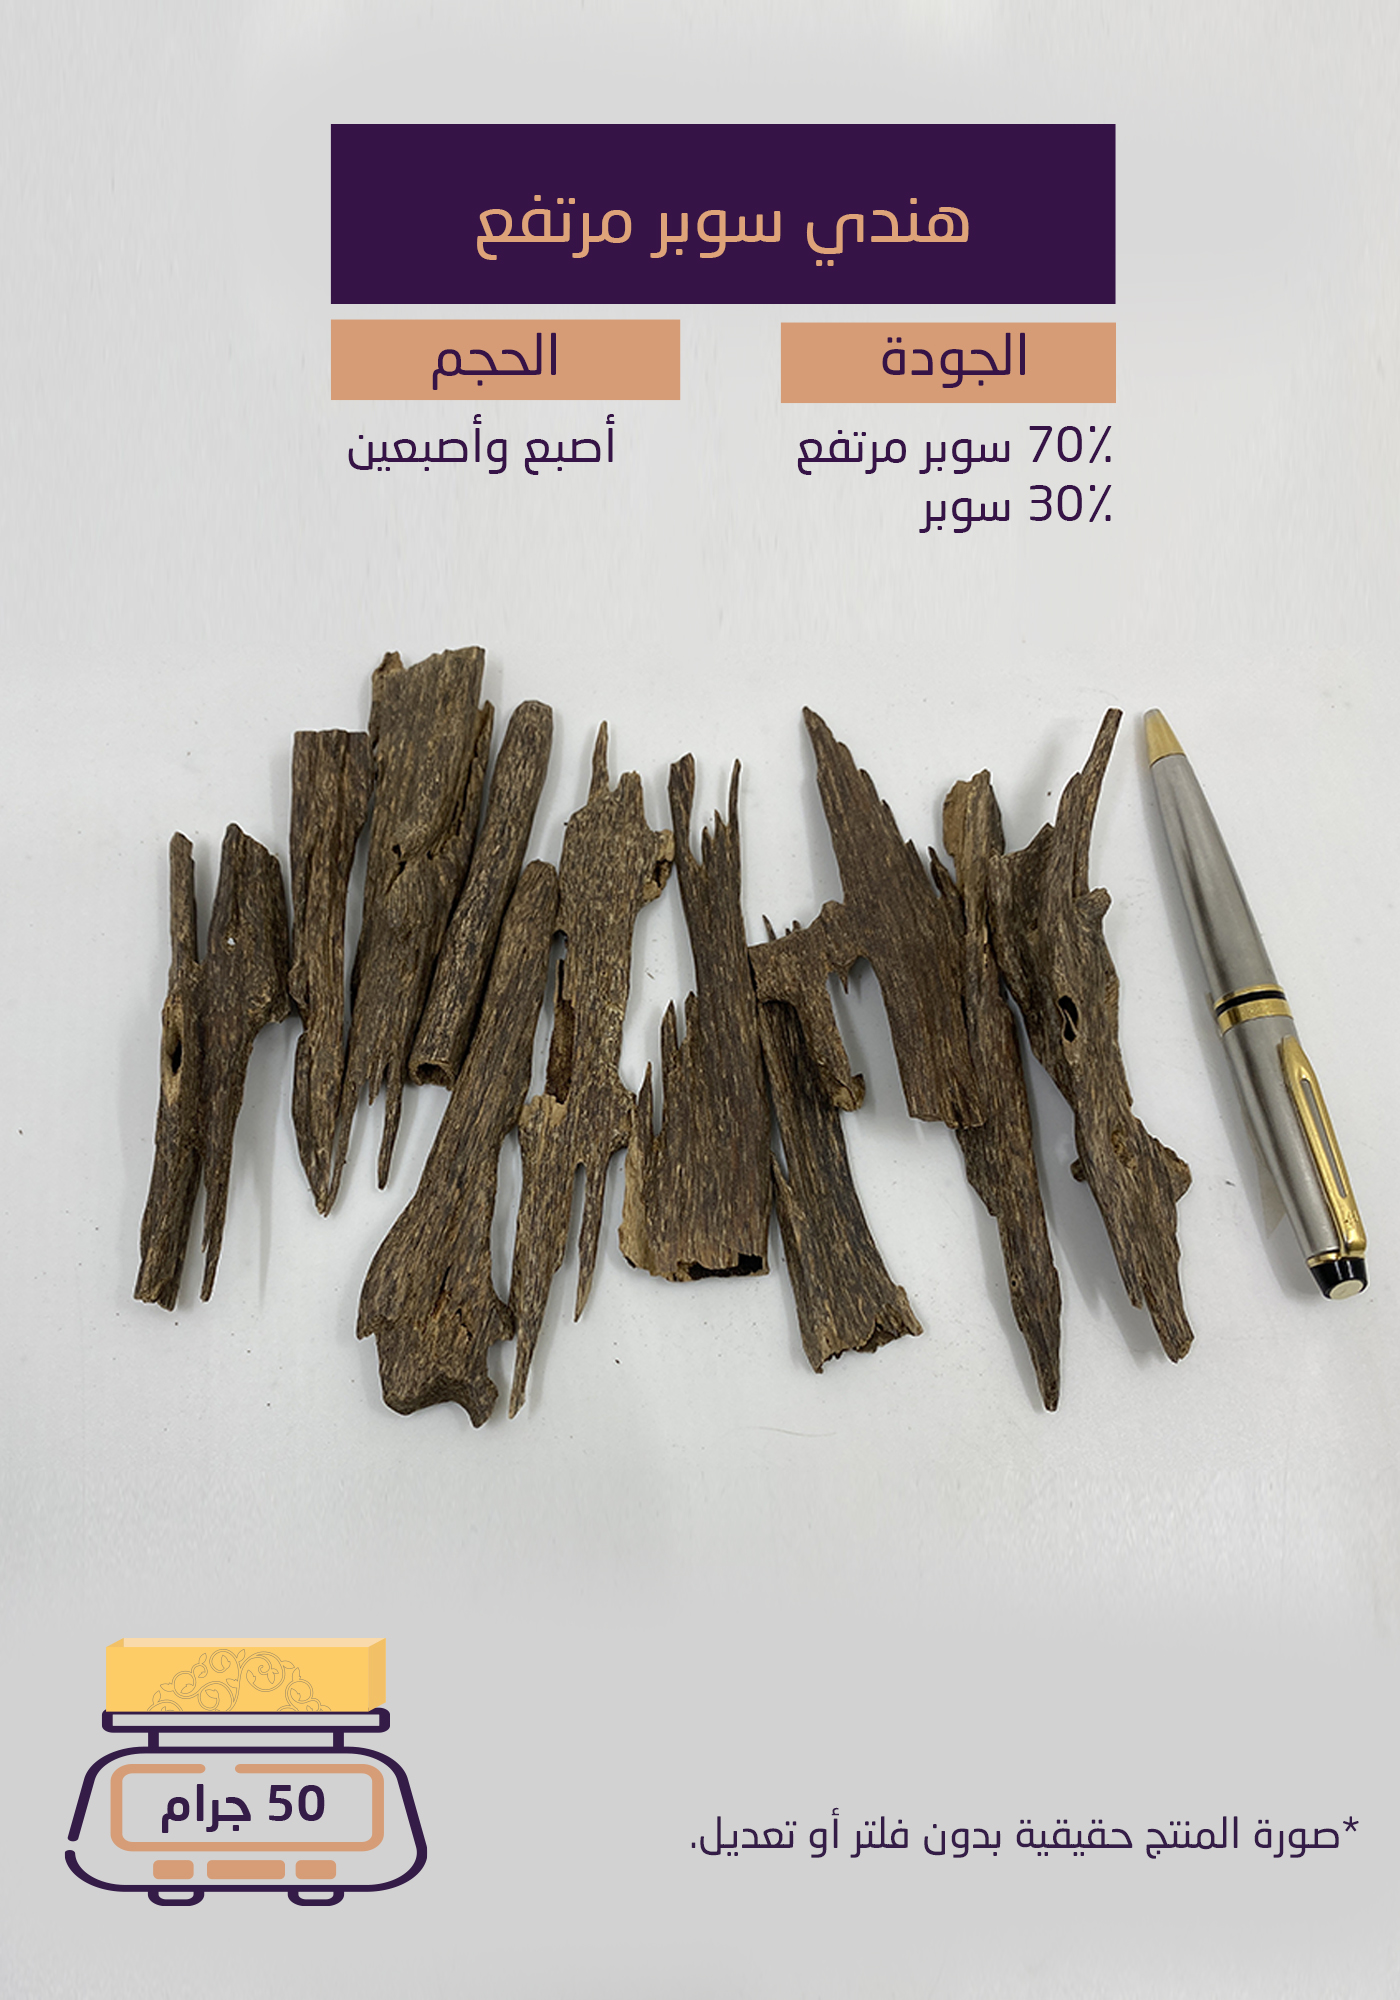 هندي سوبر مرتفع
الجودة
70٪ سوبر مرتفع
30٪ سوبر
الحجم
أصبع وأصبعين
50 جرام
*صورة المنتج حقيقية بدون فلتر أو تعديل.